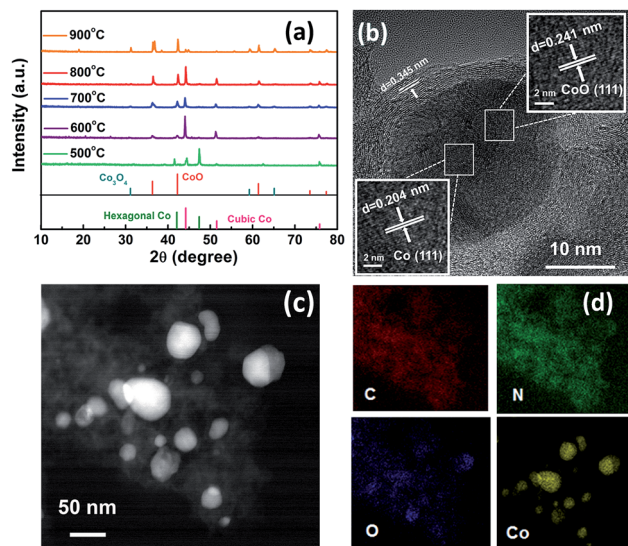 (a)
900°C
800°C
700°C
600°C
500°C
Co₃O₄
CoO
Hexagonal Co
Cubic Co
10 20 30 40 50 60 70 80
2θ (degree)
Intensity (a.u.)
(b)
d=0.345 nm
d=0.241 nm
2 nm
CoO (111)
d=0.204 nm
2 nm
Co (111)
10 nm
(c)
50 nm
(d)
C
N
O
Co